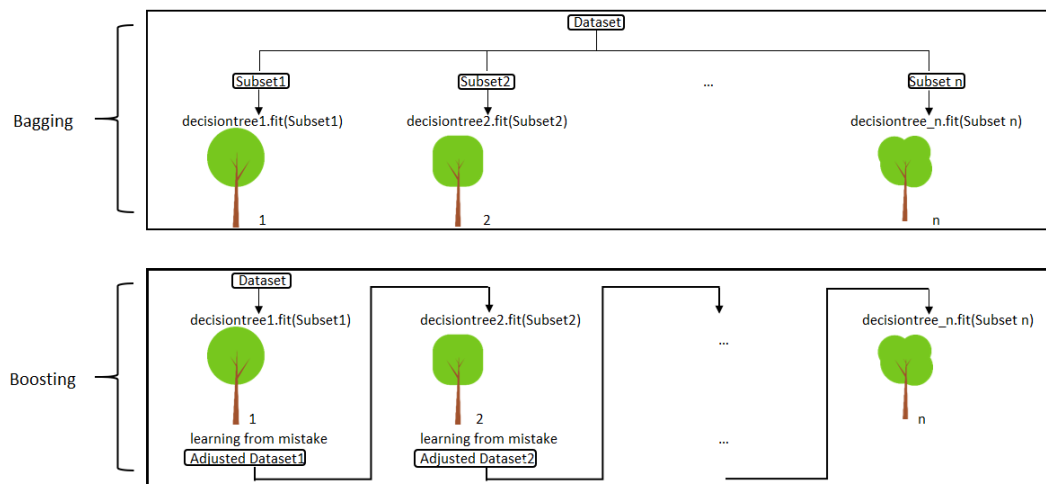 Dataset
Subset1 Subset2 ... Subset n
decisiontree1.fit(Subset1) decisiontree2.fit(Subset2) decisiontree_n.fit(Subset n)
Bagging
1 2 n
Dataset
decisiontree1.fit(Subset1) decisiontree2.fit(Subset2) decisiontree_n.fit(Subset n)
...
Boosting
1 2 n
learning from mistake learning from mistake ...
Adjusted Dataset1 Adjusted Dataset2